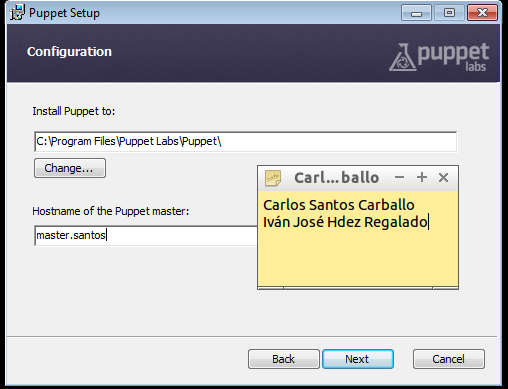 Puppet Setup
Configuration
puppet
labs
Install Puppet to:
C:\Program Files\Puppet Labs\Puppet\
Change...
Carl...ballo
Carlos Santos Carballo
Iván José Hdez Regalado
Hostname of the Puppet master:
master.santos
Back
Next
Cancel